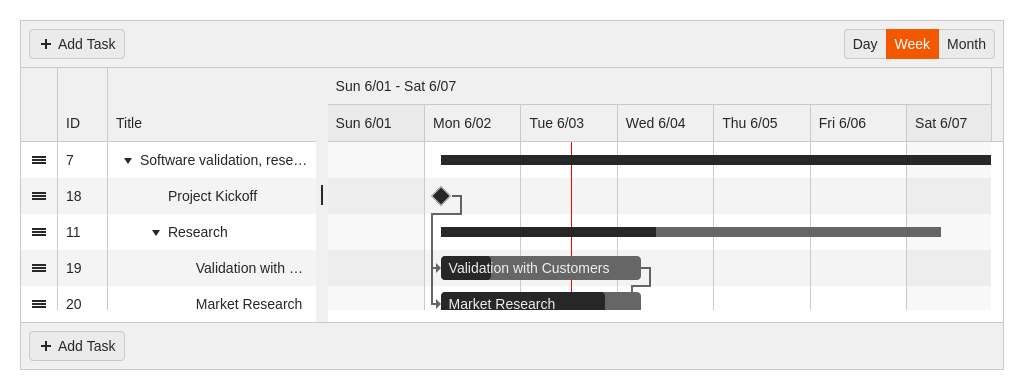 Add Task
Day Week Month
Sun 6/01 - Sat 6/07
ID Title
Sun 6/01 Mon 6/02 Tue 6/03 Wed 6/04 Thu 6/05 Fri 6/06 Sat 6/07
7 Software validation, rese…
18 Project Kickoff
11 Research
19 Validation with … Validation with Customers
20 Market Research Market Research
Add Task